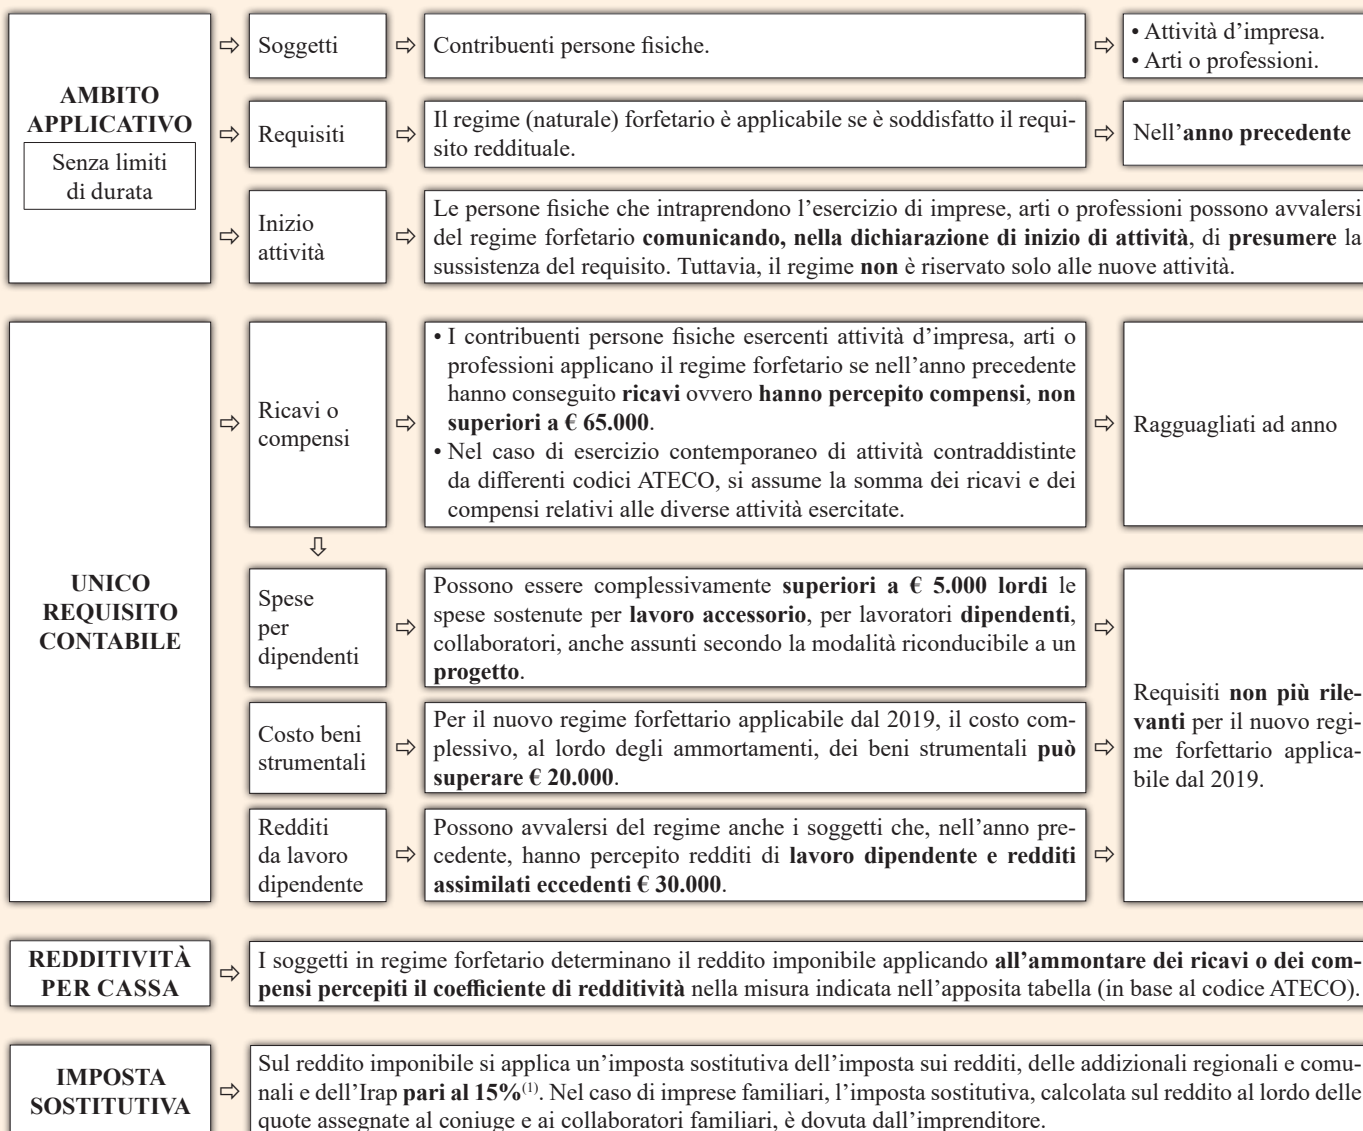 AMBITO
APPLICATIVO
Senza limiti
di durata
⇨ Soggetti ⇨ Contribuenti persone fisiche. ⇨
• Attività d’impresa.
• Arti o professioni.
⇨ Requisiti ⇨
Il regime (naturale) forfetario è applicabile se è soddisfatto il requi-
sito reddituale.
⇨ Nell’anno precedente
⇨
Inizio
attività
⇨
Le persone fisiche che intraprendono l’esercizio di imprese, arti o professioni possono avvalersi
del regime forfetario comunicando, nella dichiarazione di inizio di attività, di presumere la
sussistenza del requisito. Tuttavia, il regime non è riservato solo alle nuove attività.
UNICO
REQUISITO
CONTABILE
⇨
Ricavi o
compensi
⇨
• I contribuenti persone fisiche esercenti attività d’impresa, arti o
professioni applicano il regime forfetario se nell’anno precedente
hanno conseguito ricavi ovvero hanno percepito compensi, non
superiori a € 65.000.
• Nel caso di esercizio contemporaneo di attività contraddistinte
da differenti codici ATECO, si assume la somma dei ricavi e dei
compensi relativi alle diverse attività esercitate.
⇨ Ragguagliati ad anno
⇩
Spese
per
dipendenti
⇨
Possono essere complessivamente superiori a € 5.000 lordi le
spese sostenute per lavoro accessorio, per lavoratori dipendenti,
collaboratori, anche assunti secondo la modalità riconducibile a un
progetto.
⇨
Costo beni
strumentali
⇨
Per il nuovo regime forfettario applicabile dal 2019, il costo com-
plessivo, al lordo degli ammortamenti, dei beni strumentali può
superare € 20.000.
⇨
Redditi
da lavoro
dipendente
⇨
Possono avvalersi del regime anche i soggetti che, nell’anno pre-
cedente, hanno percepito redditi di lavoro dipendente e redditi
assimilati eccedenti € 30.000.
⇨
Requisiti non più rile-
vanti per il nuovo regi-
me forfettario applica-
bile dal 2019.
REDDITIVITÀ
PER CASSA
⇨
I soggetti in regime forfetario determinano il reddito imponibile applicando all’ammontare dei ricavi o dei com-
pensi percepiti il coefficiente di redditività nella misura indicata nell’apposita tabella (in base al codice ATECO).
IMPOSTA
SOSTITUTIVA
⇨
Sul reddito imponibile si applica un’imposta sostitutiva dell’imposta sui redditi, delle addizionali regionali e comu-
nali e dell’Irap pari al 15%(1). Nel caso di imprese familiari, l’imposta sostitutiva, calcolata sul reddito al lordo delle
quote assegnate al coniuge e ai collaboratori familiari, è dovuta dall’imprenditore.